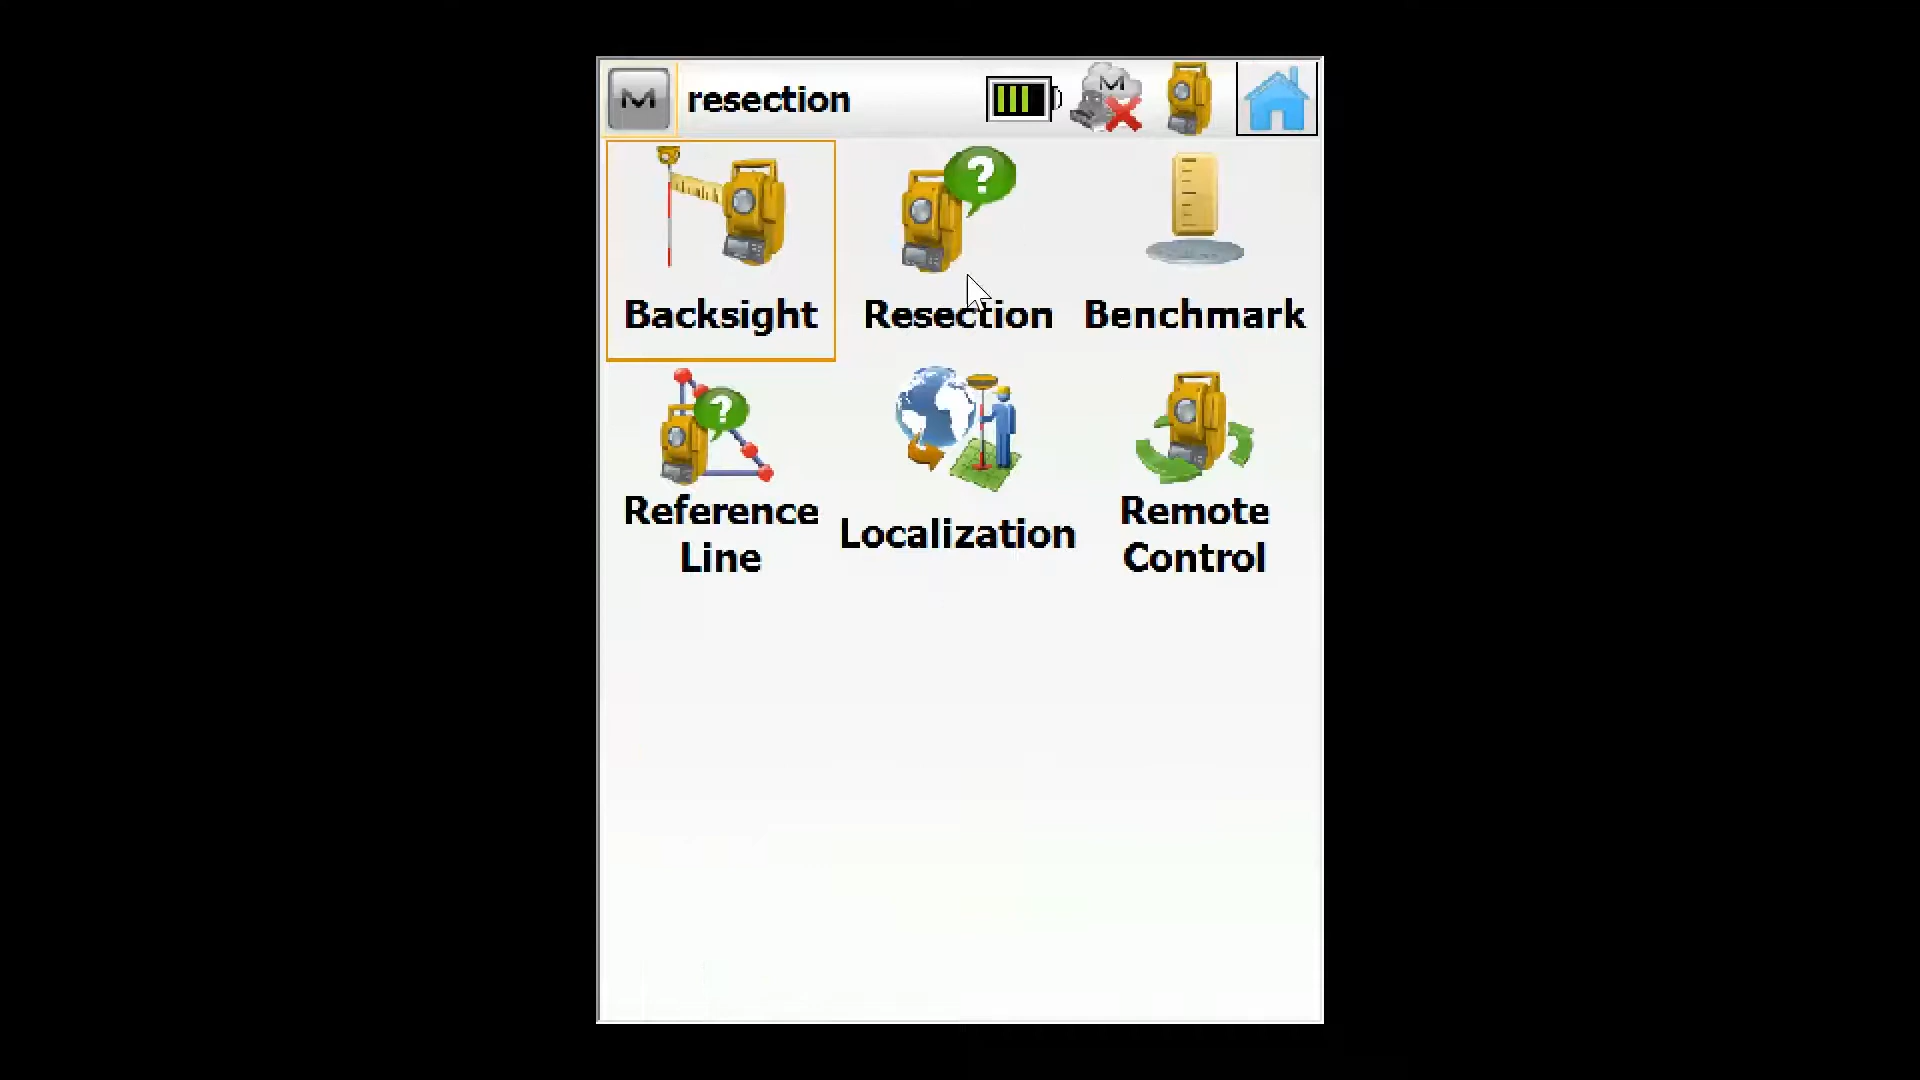 M resection M
Backsight
Resection
Benchmark
Reference
Line
Localization
Remote
Control